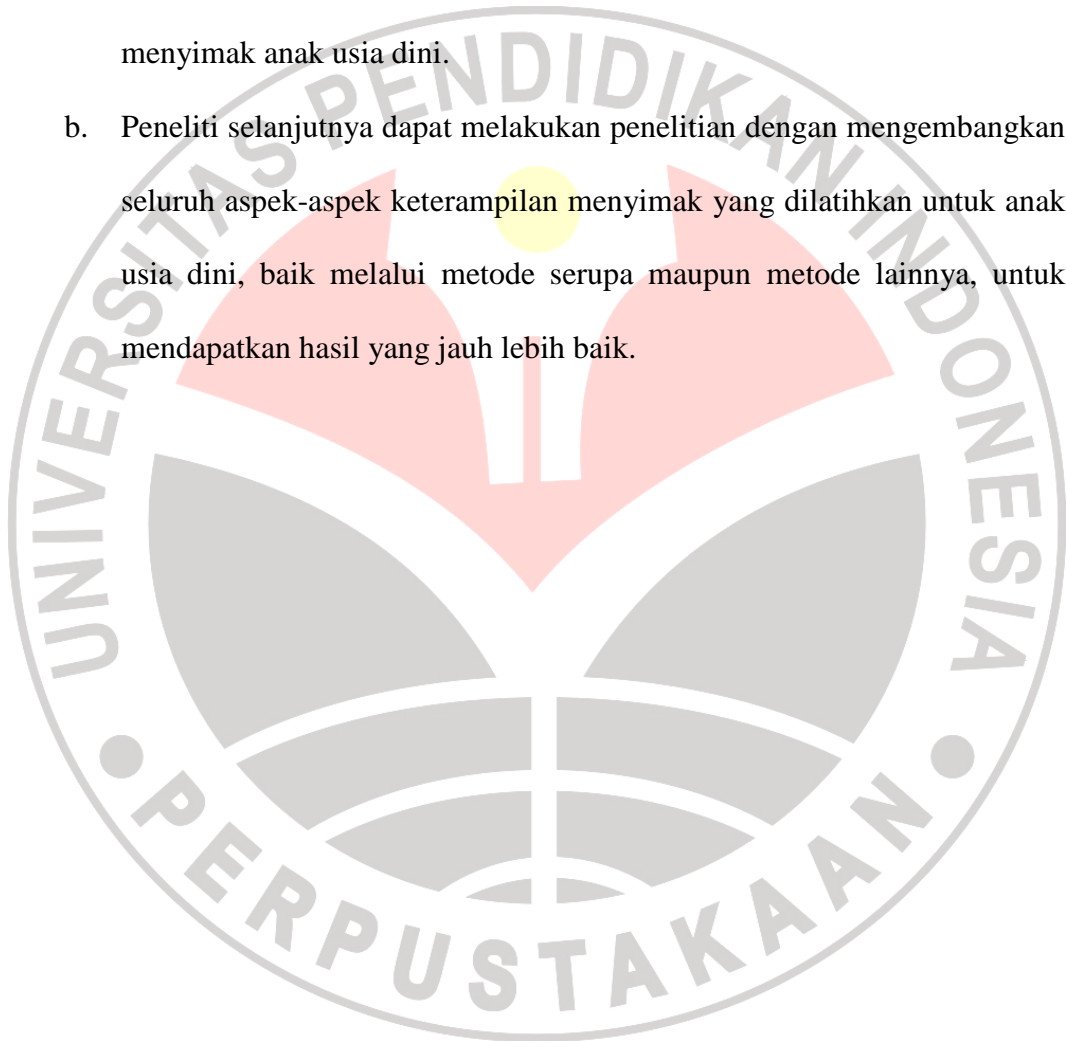 menyimak anak usia dini.
b. Peneliti selanjutnya dapat melakukan penelitian dengan mengembangkan
seluruh aspek-aspek keterampilan menyimak yang dilatihkan untuk anak
usia dini, baik melalui metode serupa maupun metode lainnya, untuk
mendapatkan hasil yang jauh lebih baik.
UNIVERSITAS PENDIDIKAN INDONESIA
PERPUSTAKAAN